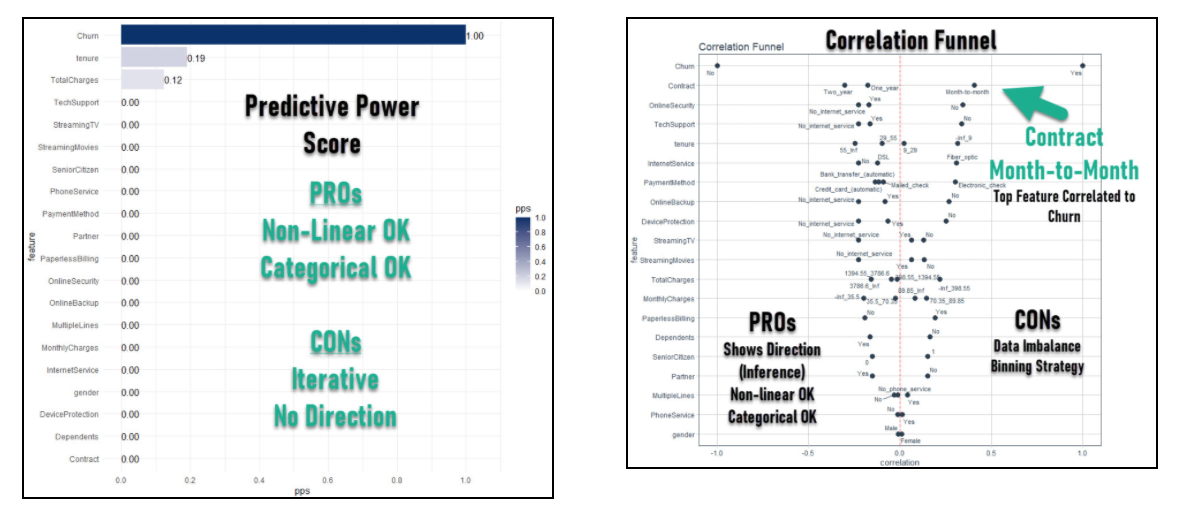 Churn
1.00
tenure
0.19
TotalCharges
0.12
TechSupport
0.00
StreamingTV
0.00
StreamingMovies
0.00
SeniorCitizen
0.00
PhoneService
0.00
PaymentMethod
0.00
Partner
0.00
PaperlessBilling
0.00
OnlineSecurity
0.00
OnlineBackup
0.00
MultipleLines
0.00
MonthlyCharges
0.00
InternetService
0.00
gender
0.00
DeviceProtection
0.00
Dependents
0.00
Contract
0.00
feature
0.0 0.2 0.4 0.6 0.8 1.0
pps
Predictive Power
Score
PROs
Non-Linear OK
Categorical OK
CONs
Iterative
No Direction
pps
1.0
0.8
0.6
0.4
0.2
0.0
Correlation Funnel
Correlation Funnel
Churn
No Yes
Contract
Two_year One_year Month-to-month
OnlineSecurity
No_internet_service Yes No
TechSupport
No_internet_service Yes No
tenure
55_Inf 29_55 9_29 -Inf_9
InternetService
No DSL Fiber_optic
PaymentMethod
Bank_transfer_(automatic)
Credit_card_(automatic) Mailed_check Electronic_check
OnlineBackup
No_internet_service Yes No
DeviceProtection
No_internet_service Yes No
StreamingTV
No_internet_service Yes No
StreamingMovies
No_internet_service Yes No
TotalCharges
1394.55_3786.6
3786.6_Inf -Inf_398.55
MonthlyCharges
-Inf_35.5 35.5_70.35 89.85_Inf 70.35_89.85
PaperlessBilling
No Yes
Dependents
Yes No
SeniorCitizen
0 1
Partner
Yes No
MultipleLines
No No_phone_service Yes
PhoneService
No Yes
gender
Male Female
feature
-1.0 -0.5 0.0 0.5 1.0
correlation
Contract
Month-to-Month
Top Feature Correlated to
Churn
PROs
Shows Direction
(Inference)
Non-linear OK
Categorical OK
CONs
Data Imbalance
Binning Strategy